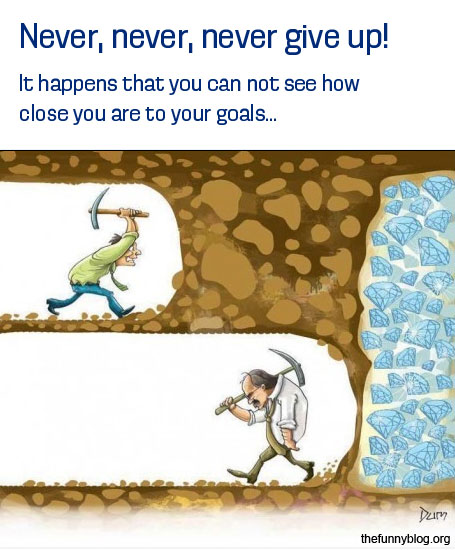 Never, never, never give up!
It happens that you can not see how
close you are to your goals...
thefunnyblog.org